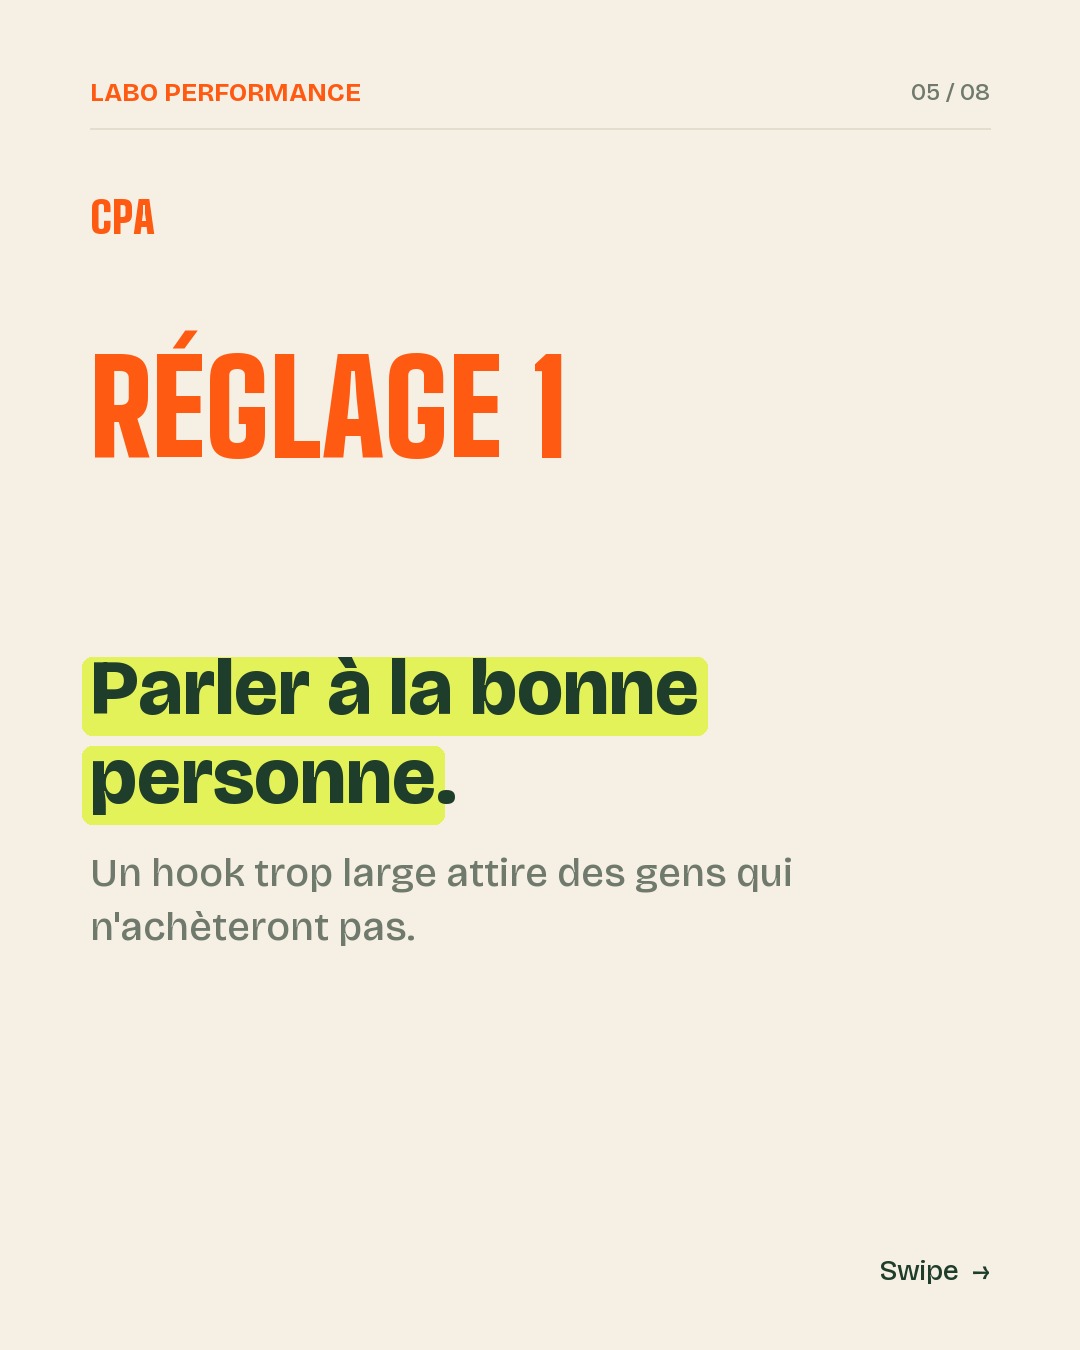 LABO PERFORMANCE
05 / 08
CPA
RÉGLAGE 1
Parler à la bonne
personne.
Un hook trop large attire des gens qui
n'achèteront pas.
Swipe →